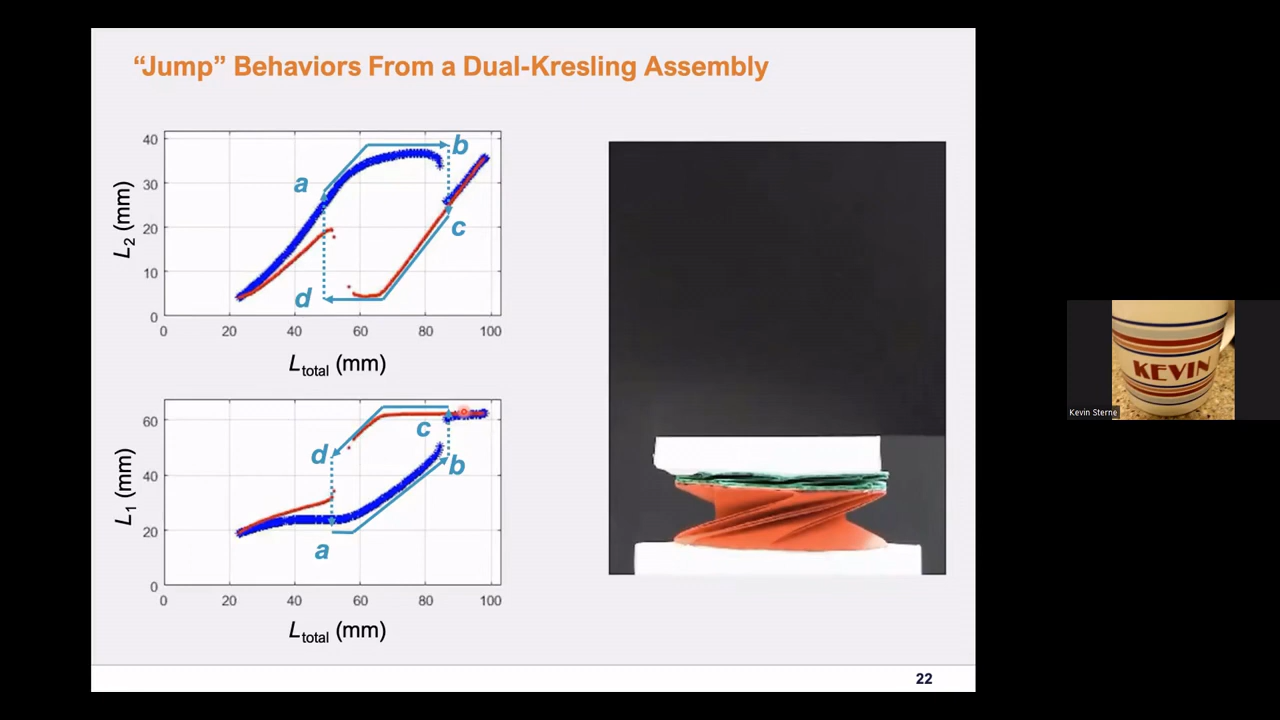 “Jump” Behaviors From a Dual-Kresling Assembly
40
30
20
10
0
0 20 40 60 80 100
L2 (mm)
Ltotal (mm)
a
b
c
d
60
40
20
0
0 20 40 60 80 100
L1 (mm)
Ltotal (mm)
d
c
b
a
22
KEVIN
Kevin Sterne